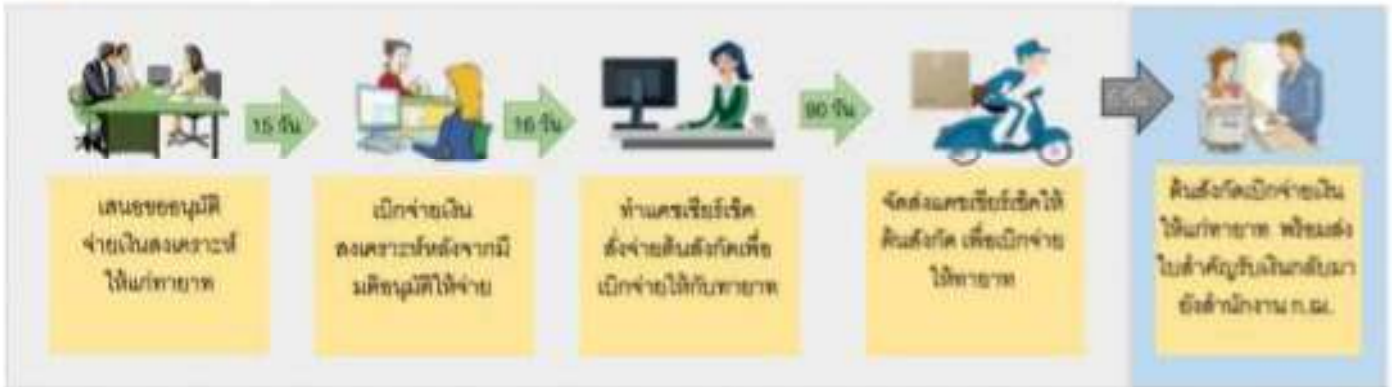 15 วัน
16 วัน
90 วัน
เสนอขออนุมัติ
จ่ายเงินสงเคราะห์
ให้แก่ทายาท
เบิกจ่ายเงิน
สงเคราะห์หลังจากมี
มติอนุมัติให้จ่าย
ทำแคชเชียร์เช็ค
สั่งจ่ายต้นสังกัดเพื่อ
เบิกจ่ายให้กับทายาท
จัดส่งแคชเชียร์เช็คให้
ต้นสังกัด เพื่อเบิกจ่าย
ให้ทายาท
ต้นสังกัดเบิกจ่ายเงิน
ให้แก่ทายาท พร้อมส่ง
ใบสำคัญรับเงินกลับมา
ยังสำนักงาน ก.ฌ.